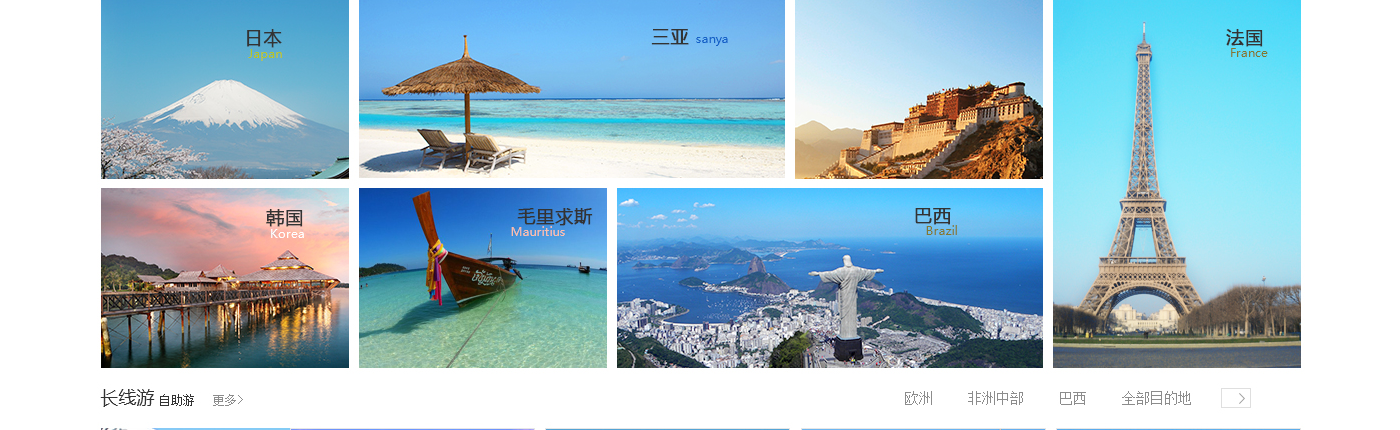 日本
Japan
三亚 sanya
法国
France
韩国
Korea
毛里求斯
Mauritius
巴西
Brazil
长线游 自助游 更多>
欧洲 非洲中部 巴西 全部目的地 >